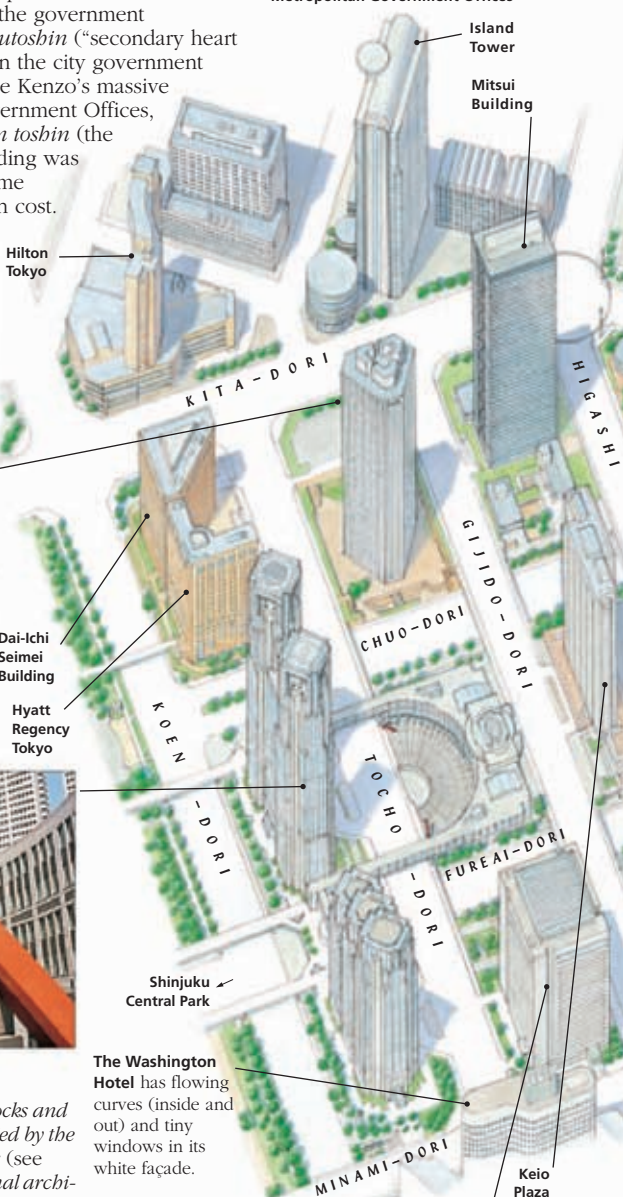 the government
utoshin (“secondary heart
n the city government
e Kenzo’s massive
ernment Offices,
n toshin (the
ding was
me
n cost.
Metropolitan Government Offices
Island
Tower
Mitsui
Building
Hilton
Tokyo
KITA-DORI
HIGASHI
GIJIDO-DORI
CHUO-DORI
Dai-Ichi
Seimei
Building
Hyatt
Regency
Tokyo
KOEN-DORI
TOCHO-DORI
FUREAI-DORI
Shinjuku
Central Park
The Washington
Hotel has flowing
curves (inside and
out) and tiny
windows in its
white façade.
ocks and
ed by the
(see
nal archi-
MINAMI-DORI
Keio
Plaza